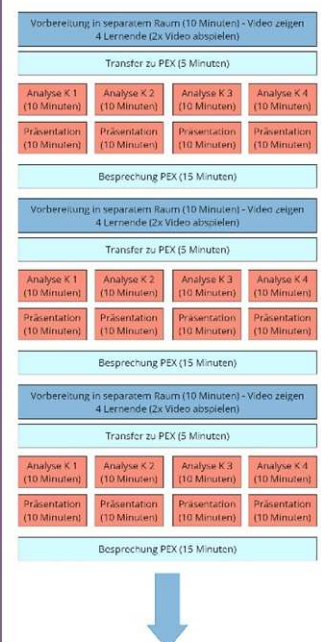 Vorbereitung in separatem Raum (10 Minuten) - Video zeigen
4 Lernende (2x Video abspielen)
Transfer zu PEX (5 Minuten)
Analyse K 1
(10 Minuten)
Analyse K 2
(10 Minuten)
Analyse K 3
(10 Minuten)
Analyse K 4
(10 Minuten)
Präsentation
(10 Minuten)
Präsentation
(10 Minuten)
Präsentation
(10 Minuten)
Präsentation
(10 Minuten)
Besprechung PEX (15 Minuten)
Vorbereitung in separatem Raum (10 Minuten) - Video zeigen
4 Lernende (2x Video abspielen)
Transfer zu PEX (5 Minuten)
Analyse K 1
(10 Minuten)
Analyse K 2
(10 Minuten)
Analyse K 3
(10 Minuten)
Analyse K 4
(10 Minuten)
Präsentation
(10 Minuten)
Präsentation
(10 Minuten)
Präsentation
(10 Minuten)
Präsentation
(10 Minuten)
Besprechung PEX (15 Minuten)
Vorbereitung in separatem Raum (10 Minuten) - Video zeigen
4 Lernende (2x Video abspielen)
Transfer zu PEX (5 Minuten)
Analyse K 1
(10 Minuten)
Analyse K 2
(10 Minuten)
Analyse K 3
(10 Minuten)
Analyse K 4
(10 Minuten)
Präsentation
(10 Minuten)
Präsentation
(10 Minuten)
Präsentation
(10 Minuten)
Präsentation
(10 Minuten)
Besprechung PEX (15 Minuten)